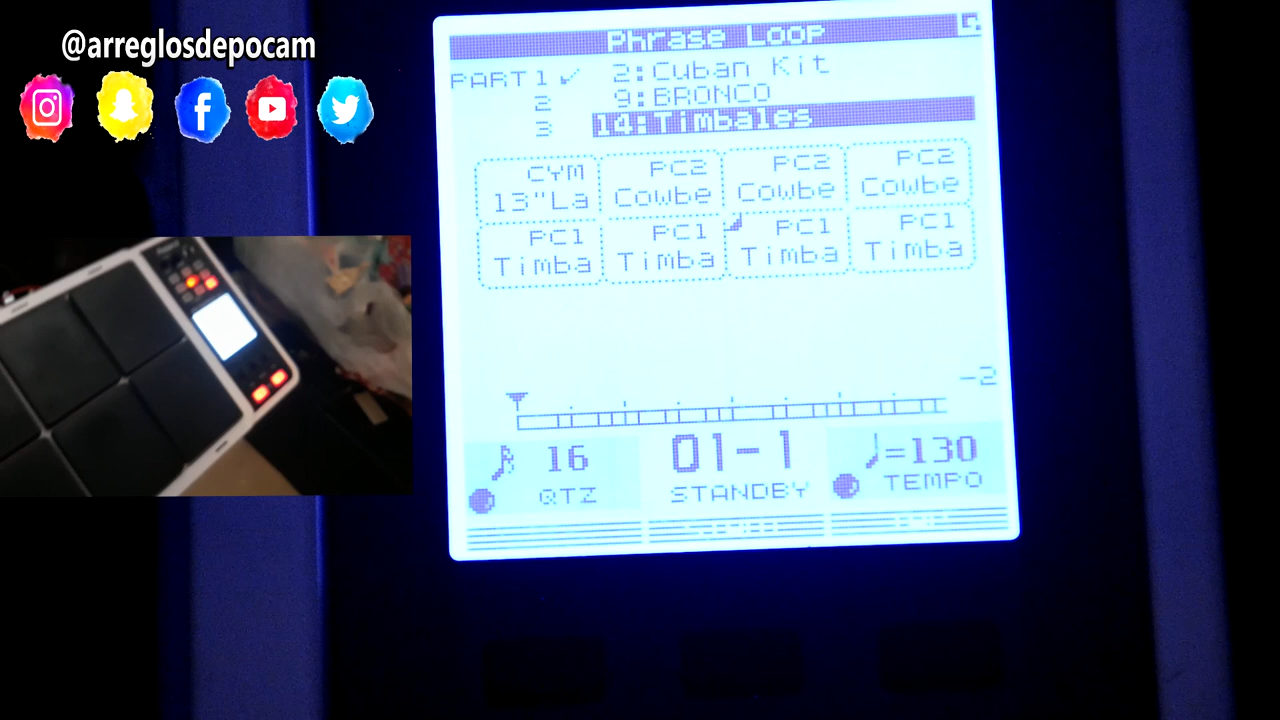 @arreglosdepocam
Phrase Loop
PART1 ✓ 2:Cuban Kit
2 9:BRONCO
3 14:Timbales
CYM PC2 PC2 PC2
13"La Cowbe Cowbe Cowbe
PC1 PC1 PC1 PC1
Timba Timba Timba Timba
-2
16 01-1 ♩=130
QTZ STANDBY TEMPO